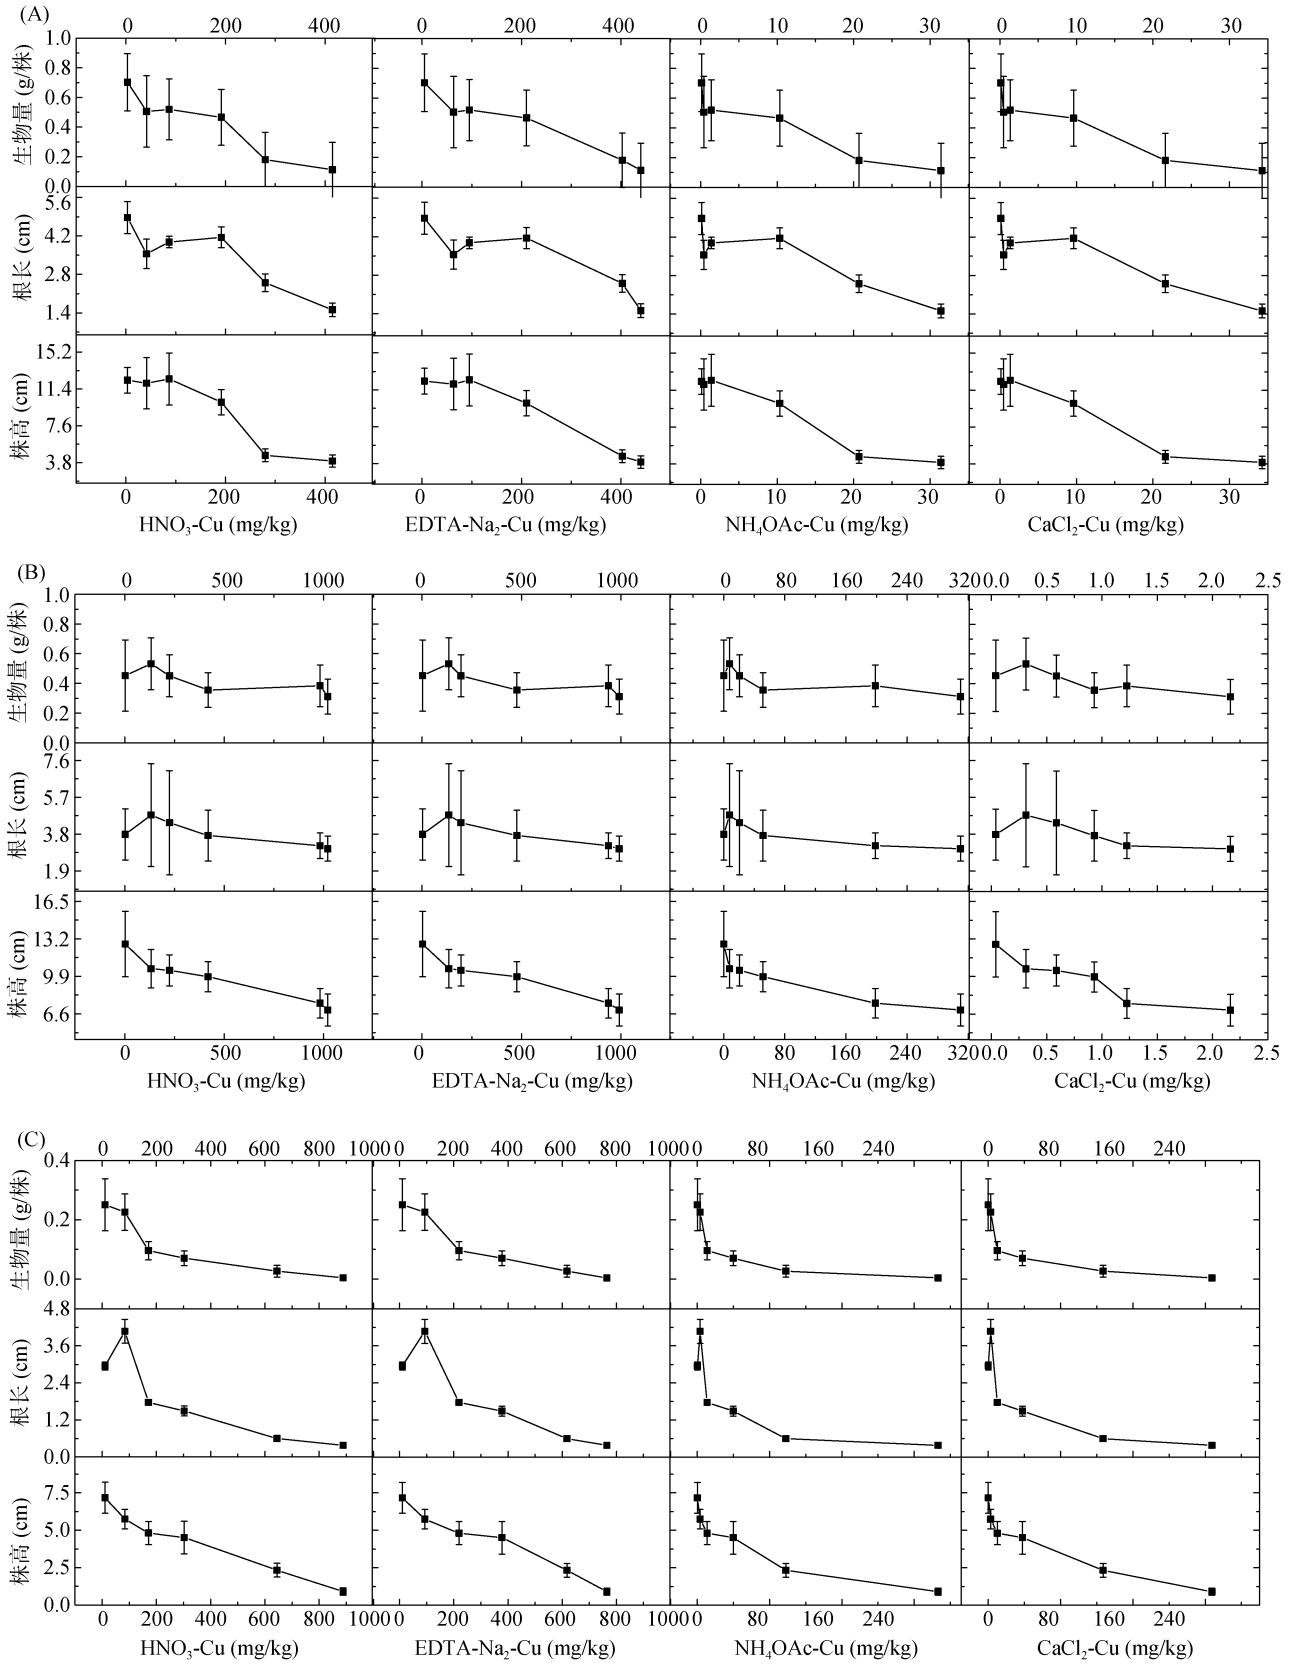 (A)
0 200 400 0 200 400 0 10 20 30 0 10 20 30
生物量 (g/株)
1.0
0.8
0.6
0.4
0.2
0.0
根长 (cm)
5.6
4.2
2.8
1.4
株高 (cm)
15.2
11.4
7.6
3.8
0 200 400 0 200 400 0 10 20 30 0 10 20 30
HNO3-Cu (mg/kg) EDTA-Na2-Cu (mg/kg) NH4OAc-Cu (mg/kg) CaCl2-Cu (mg/kg)
(B)
0 500 1000 0 500 1000 0 80 160 240 320 0.0 0.5 1.0 1.5 2.0 2.5
生物量 (g/株)
1.0
0.8
0.6
0.4
0.2
0.0
根长 (cm)
7.6
5.7
3.8
1.9
株高 (cm)
16.5
13.2
9.9
6.6
0 500 1000 0 500 1000 0 80 160 240 320 0.0 0.5 1.0 1.5 2.0 2.5
HNO3-Cu (mg/kg) EDTA-Na2-Cu (mg/kg) NH4OAc-Cu (mg/kg) CaCl2-Cu (mg/kg)
(C)
0 200 400 600 800 1000 0 200 400 600 800 1000 0 80 160 240 0 80 160 240
生物量 (g/株)
0.4
0.2
0.0
根长 (cm)
4.8
3.6
2.4
1.2
0.0
株高 (cm)
7.5
5.0
2.5
0.0
0 200 400 600 800 1000 0 200 400 600 800 1000 0 80 160 240 0 80 160 240
HNO3-Cu (mg/kg) EDTA-Na2-Cu (mg/kg) NH4OAc-Cu (mg/kg) CaCl2-Cu (mg/kg)